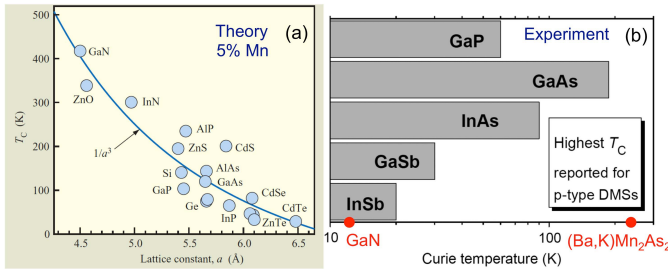 Theory
5% Mn
(a)
500
400
300
200
100
0
T_C (K)
4.5
5.0
5.5
6.0
6.5
Lattice constant, a (Å)
GaN
ZnO
InN
1/a³
AlP
ZnS
CdS
Si
AlAs
GaP
GaAs
Ge
CdSe
InP
CdTe
ZnTe
Experiment
(b)
GaP
GaAs
InAs
GaSb
InSb
Highest T_C
reported for
p-type DMSs
10
100
GaN
(Ba,K)Mn₂As₂
Curie temperature (K)